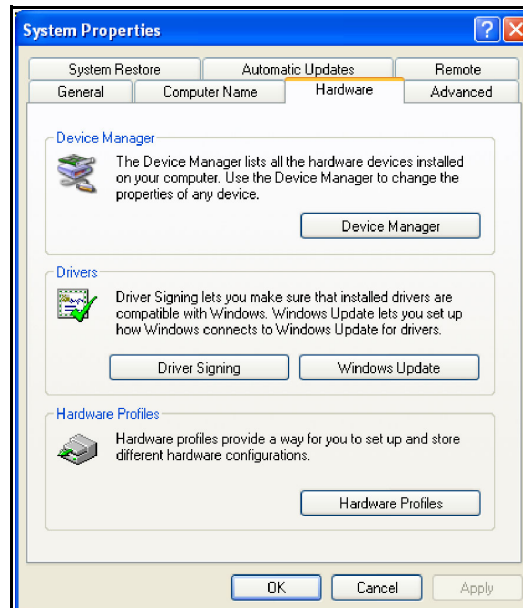 System Properties
System Restore Automatic Updates Remote
General Computer Name Hardware Advanced
Device Manager
The Device Manager lists all the hardware devices installed
on your computer. Use the Device Manager to change the
properties of any device.
Device Manager
Drivers
Driver Signing lets you make sure that installed drivers are
compatible with Windows. Windows Update lets you set up
how Windows connects to Windows Update for drivers.
Driver Signing Windows Update
Hardware Profiles
Hardware profiles provide a way for you to set up and store
different hardware configurations.
Hardware Profiles
OK Cancel Apply